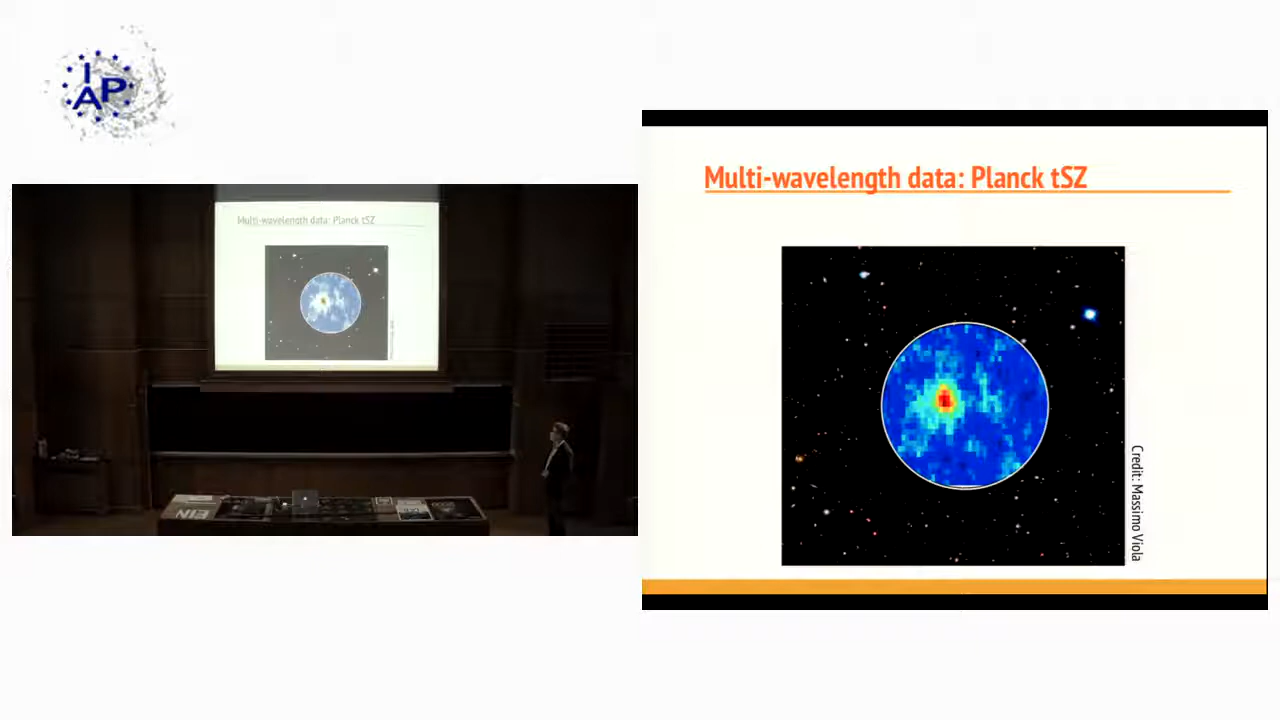 IAP
Multi-wavelength data: Planck tSZ
Multi-wavelength data: Planck tSZ
Credit: Massimo Viola